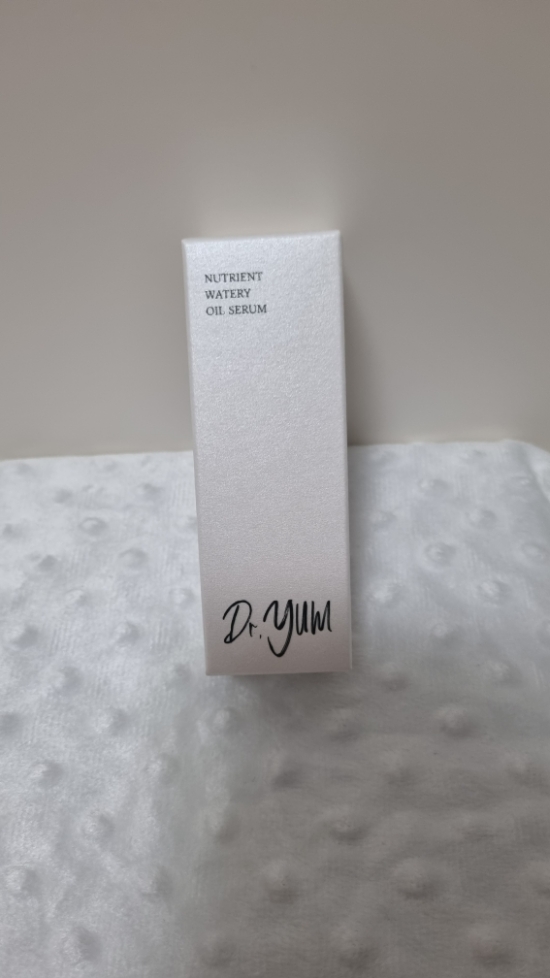 NUTRIENT
WATERY
OIL SERUM
Dr. YUM